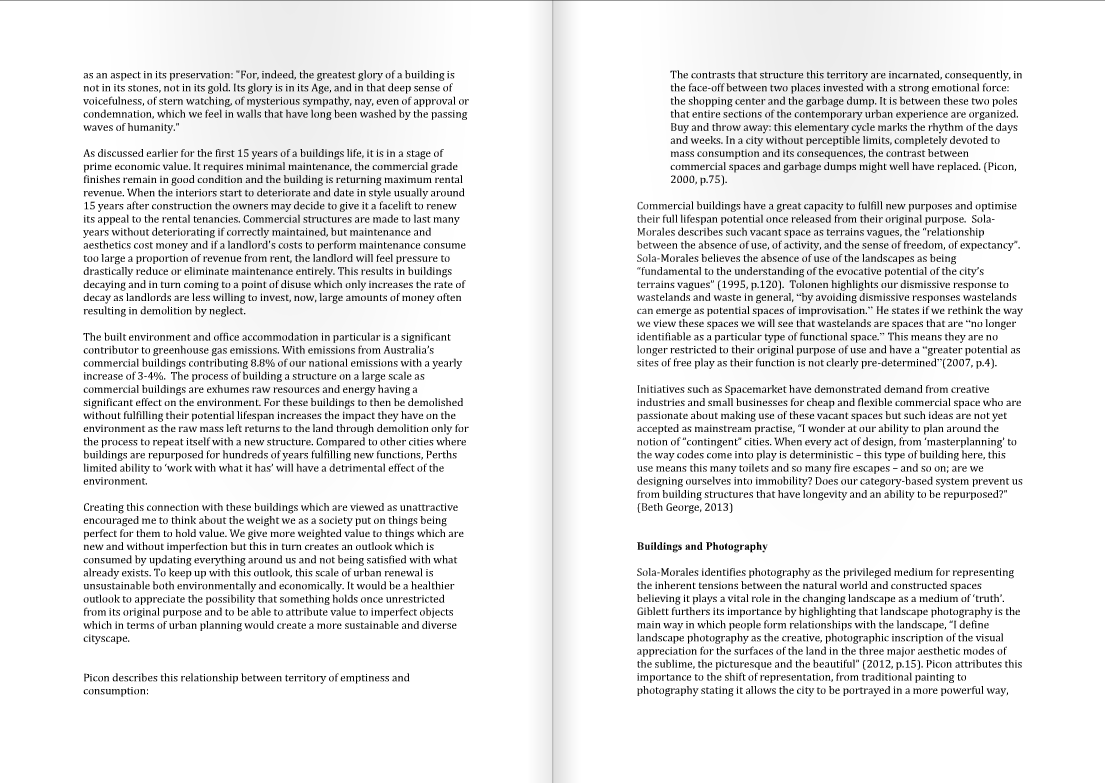 as an aspect in its preservation: "For, indeed, the greatest glory of a building is
not in its stones, not in its gold. Its glory is in its Age, and in that deep sense of
voicefulness, of stern watching, of mysterious sympathy, nay, even of approval or
condemnation, which we feel in walls that have long been washed by the passing
waves of humanity."
As discussed earlier for the first 15 years of a buildings life, it is in a stage of
prime economic value. It requires minimal maintenance, the commercial grade
finishes remain in good condition and the building is returning maximum rental
revenue. When the interiors start to deteriorate and date in style usually around
15 years after construction the owners may decide to give it a facelift to renew
its appeal to the rental tenancies. Commercial structures are made to last many
years without deteriorating if correctly maintained, but maintenance and
aesthetics cost money and if a landlord's costs to perform maintenance consume
too large a proportion of revenue from rent, the landlord will feel pressure to
drastically reduce or eliminate maintenance entirely. This results in buildings
decaying and in turn coming to a point of disuse which only increases the rate of
decay as landlords are less willing to invest, now, large amounts of money often
resulting in demolition by neglect.
The built environment and office accommodation in particular is a significant
contributor to greenhouse gas emissions. With emissions from Australia's
commercial buildings contributing 8.8% of our national emissions with a yearly
increase of 3-4%.  The process of building a structure on a large scale as
commercial buildings are exhumes raw resources and energy having a
significant effect on the environment. For these buildings to then be demolished
without fulfilling their potential lifespan increases the impact they have on the
environment as the raw mass left returns to the land through demolition only for
the process to repeat itself with a new structure. Compared to other cities where
buildings are repurposed for hundreds of years fulfilling new functions, Perths
limited ability to 'work with what it has' will have a detrimental effect of the
environment.
Creating this connection with these buildings which are viewed as unattractive
encouraged me to think about the weight we as a society put on things being
perfect for them to hold value. We give more weighted value to things which are
new and without imperfection but this in turn creates an outlook which is
consumed by updating everything around us and not being satisfied with what
already exists. To keep up with this outlook, this scale of urban renewal is
unsustainable both environmentally and economically. It would be a healthier
outlook to appreciate the possibility that something holds once unrestricted
from its original purpose and to be able to attribute value to imperfect objects
which in terms of urban planning would create a more sustainable and diverse
cityscape.
Picon describes this relationship between territory of emptiness and
consumption:
The contrasts that structure this territory are incarnated, consequently, in
the face-off between two places invested with a strong emotional force:
the shopping center and the garbage dump. It is between these two poles
that entire sections of the contemporary urban experience are organized.
Buy and throw away: this elementary cycle marks the rhythm of the days
and weeks. In a city without perceptible limits, completely devoted to
mass consumption and its consequences, the contrast between
commercial spaces and garbage dumps might well have replaced. (Picon,
2000, p.75).
Commercial buildings have a great capacity to fulfill new purposes and optimise
their full lifespan potential once released from their original purpose.  Sola-
Morales describes such vacant space as terrains vagues, the "relationship
between the absence of use, of activity, and the sense of freedom, of expectancy".
Sola-Morales believes the absence of use of the landscapes as being
"fundamental to the understanding of the evocative potential of the city's
terrains vagues" (1995, p.120).  Tolonen highlights our dismissive response to
wastelands and waste in general, "by avoiding dismissive responses wastelands
can emerge as potential spaces of improvisation." He states if we rethink the way
we view these spaces we will see that wastelands are spaces that are "no longer
identifiable as a particular type of functional space." This means they are no
longer restricted to their original purpose of use and have a "greater potential as
sites of free play as their function is not clearly pre-determined"(2007, p.4).
Initiatives such as Spacemarket have demonstrated demand from creative
industries and small businesses for cheap and flexible commercial space who are
passionate about making use of these vacant spaces but such ideas are not yet
accepted as mainstream practise, "I wonder at our ability to plan around the
notion of "contingent" cities. When every act of design, from 'masterplanning' to
the way codes come into play is deterministic – this type of building here, this
use means this many toilets and so many fire escapes – and so on; are we
designing ourselves into immobility? Does our category-based system prevent us
from building structures that have longevity and an ability to be repurposed?"
(Beth George, 2013)
Buildings and Photography
Sola-Morales identifies photography as the privileged medium for representing
the inherent tensions between the natural world and constructed spaces
believing it plays a vital role in the changing landscape as a medium of 'truth'.
Giblett furthers its importance by highlighting that landscape photography is the
main way in which people form relationships with the landscape, "I define
landscape photography as the creative, photographic inscription of the visual
appreciation for the surfaces of the land in the three major aesthetic modes of
the sublime, the picturesque and the beautiful" (2012, p.15). Picon attributes this
importance to the shift of representation, from traditional painting to
photography stating it allows the city to be portrayed in a more powerful way,